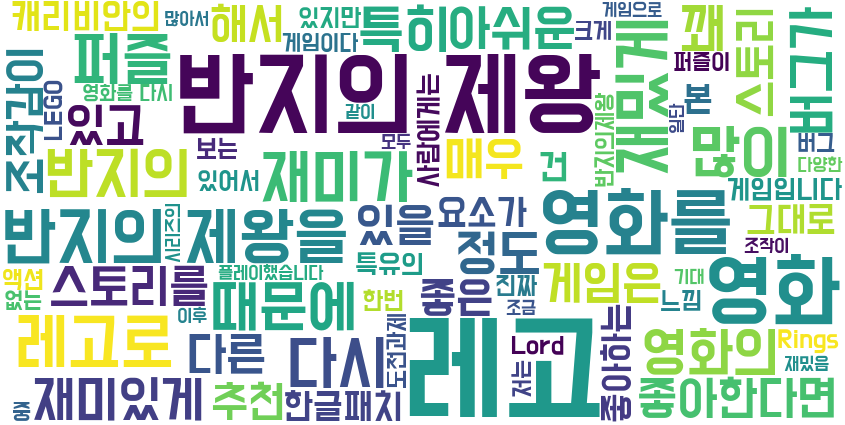 캐리비안의
많아서
해서
있지만
게임으로
특히
아쉬운
크게
꽤
버그가
퍼즐
게임이다
스토리
재밌게
퍼즐이
조작감이
LEGO
영화를 다시
반지의 제왕
같이
사람에게는
본
일단
있고
모두
매우
반지의제왕
많이
버그
다양한
반지의
보는
있어서
재미가
건
게임입니다
반지의 제왕을
시리즈의
있을
요소가
정도
영화를
그대로
조작이
특유의
액션
없는
스토리를
플레이했습니다
때문에
한번
좋은
진짜
조금
게임은
느낌
기대
영화
이후
레고로
다른
다시
도전과제
레고
Lord
저는
좋아하는
영화의
Rings
재밌음
중
재미있게
추천
한글패치
좋아한다면